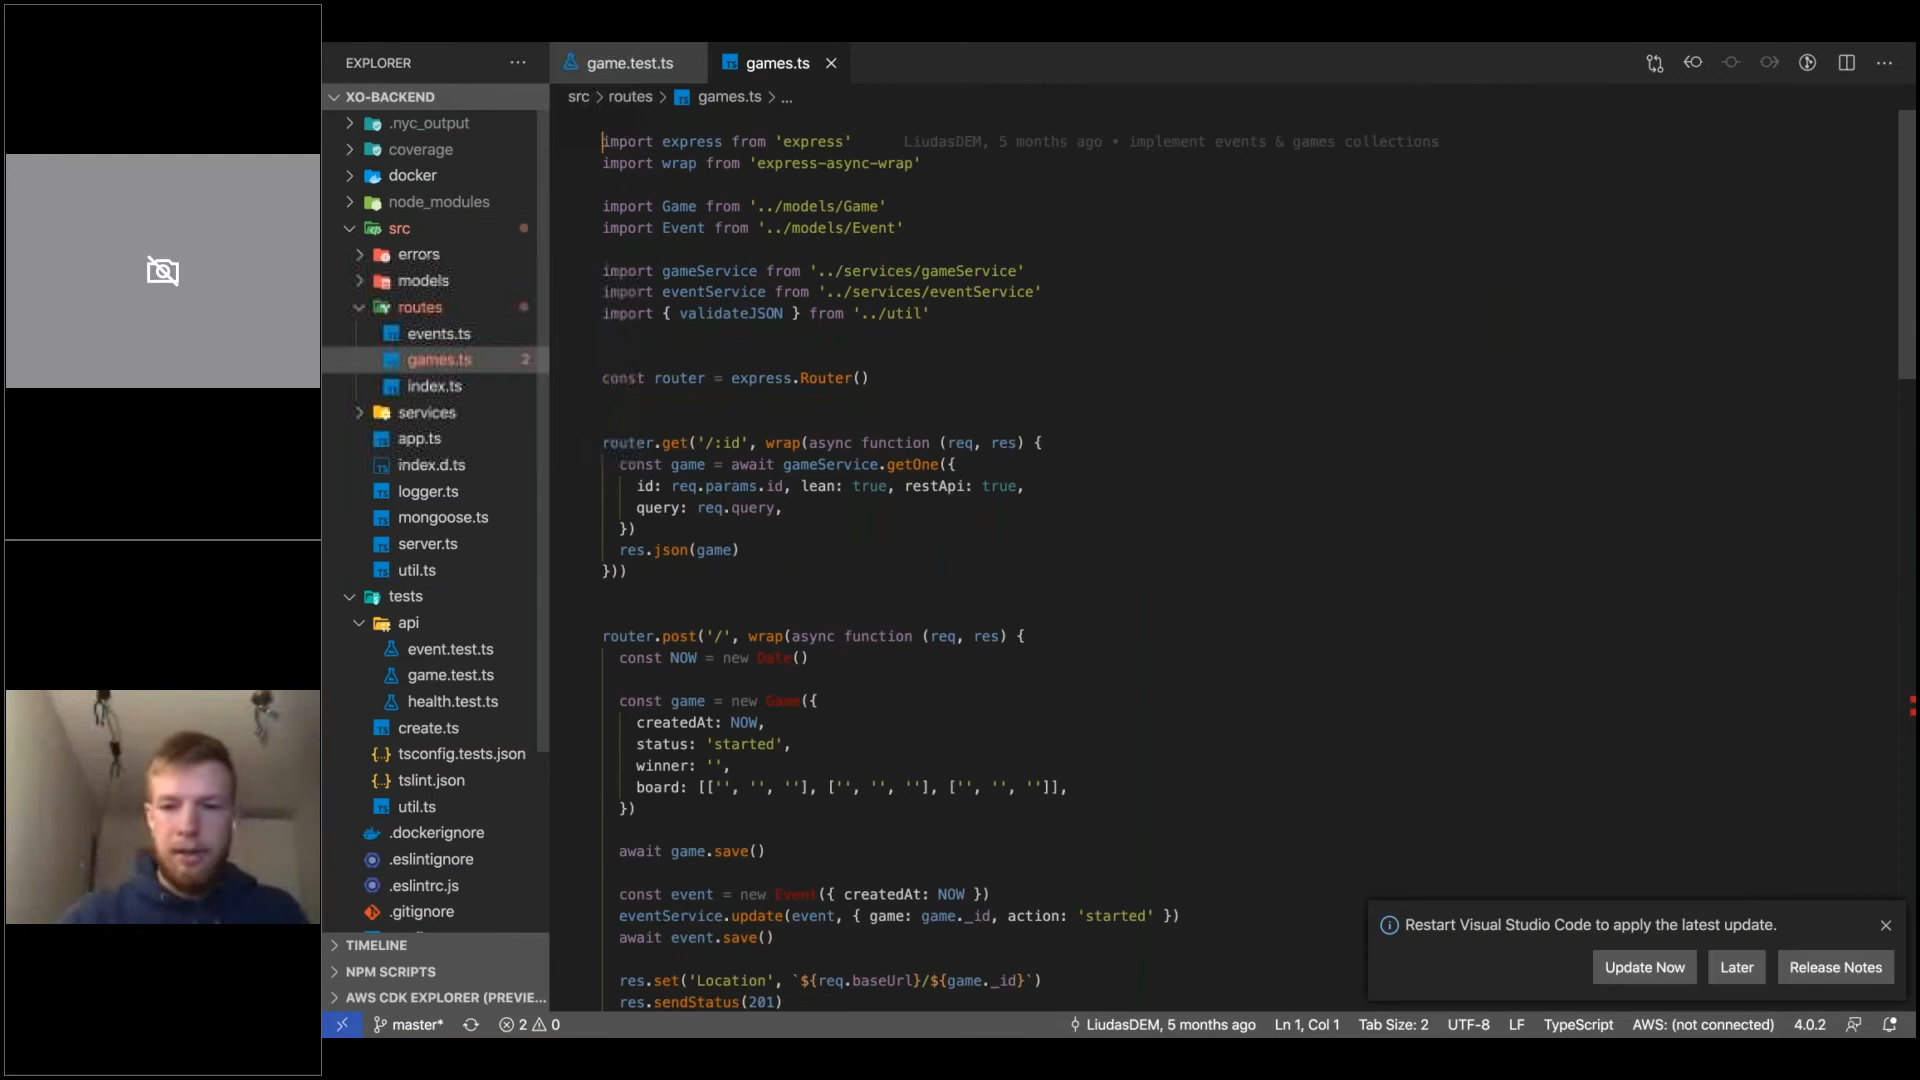 EXPLORER
XO-BACKEND
.nyc_output
coverage
docker
node_modules
src
errors
models
routes
events.ts
games.ts 2
index.ts
services
app.ts
index.d.ts
logger.ts
mongoose.ts
server.ts
util.ts
tests
api
event.test.ts
game.test.ts
health.test.ts
create.ts
tsconfig.tests.json
tslint.json
util.ts
.dockerignore
.eslintignore
.eslintrc.js
.gitignore
TIMELINE
NPM SCRIPTS
AWS CDK EXPLORER (PREVIE...
game.test.ts games.ts
src > routes > games.ts > ...
import express from 'express' LiudasDEM, 5 months ago • implement events & games collections
import wrap from 'express-async-wrap'
import Game from '../models/Game'
import Event from '../models/Event'
import gameService from '../services/gameService'
import eventService from '../services/eventService'
import { validateJSON } from '../util'
const router = express.Router()
router.get('/:id', wrap(async function (req, res) {
const game = await gameService.getOne({
id: req.params.id, lean: true, restApi: true,
query: req.query,
})
res.json(game)
}))
router.post('/', wrap(async function (req, res) {
const NOW = new Date()
const game = new Game({
createdAt: NOW,
status: 'started',
winner: '',
board: [['', '', ''], ['', '', ''], ['', '', '']],
})
await game.save()
const event = new Event({ createdAt: NOW })
eventService.update(event, { game: game._id, action: 'started' })
await event.save()
res.set('Location', `${req.baseUrl}/${game._id}`)
res.sendStatus(201)
Restart Visual Studio Code to apply the latest update.
Update Now Later Release Notes
master* 2 0 LiudasDEM, 5 months ago Ln 1, Col 1 Tab Size: 2 UTF-8 LF TypeScript AWS: (not connected) 4.0.2